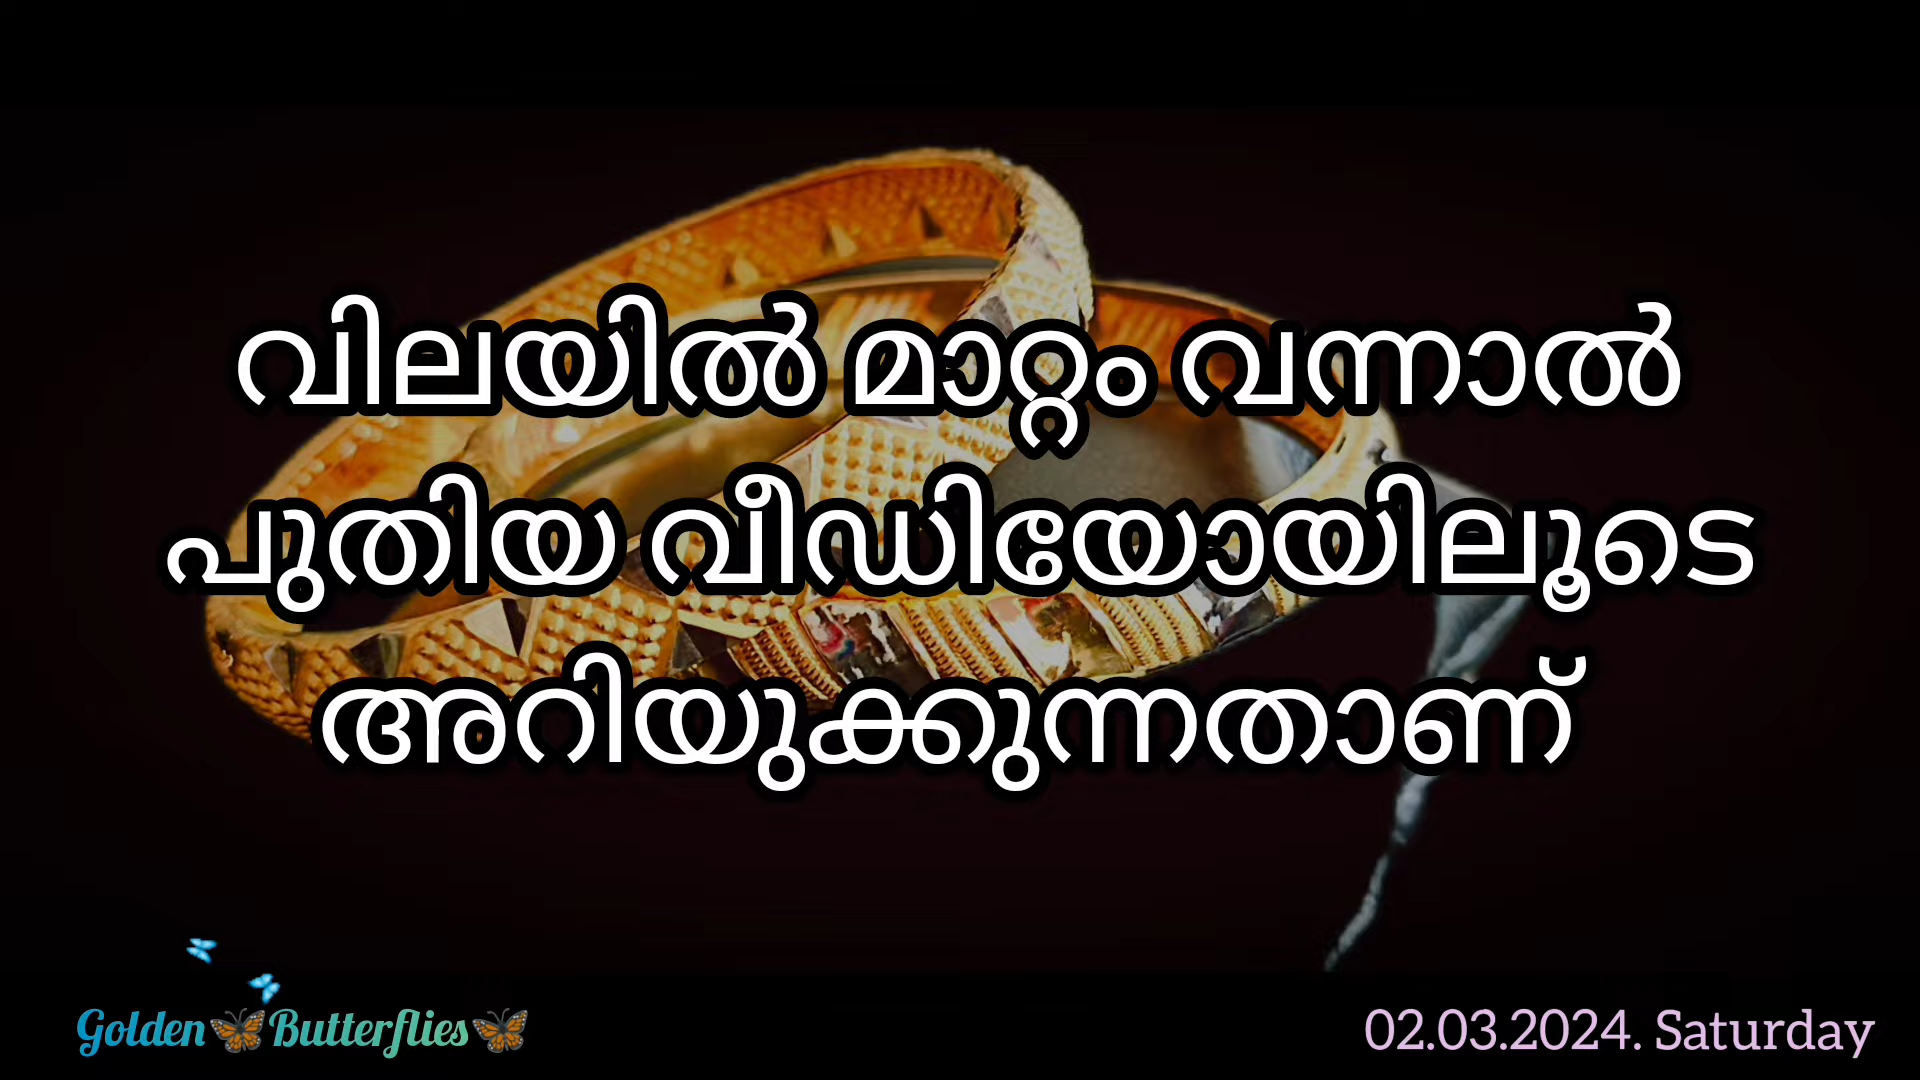 വിലയിൽ മാറ്റം വന്നാൽ
പുതിയ വീഡിയോയിലൂടെ
അറിയുക്കുന്നതാണ്
Golden🦋Butterflies🦋
02.03.2024. Saturday